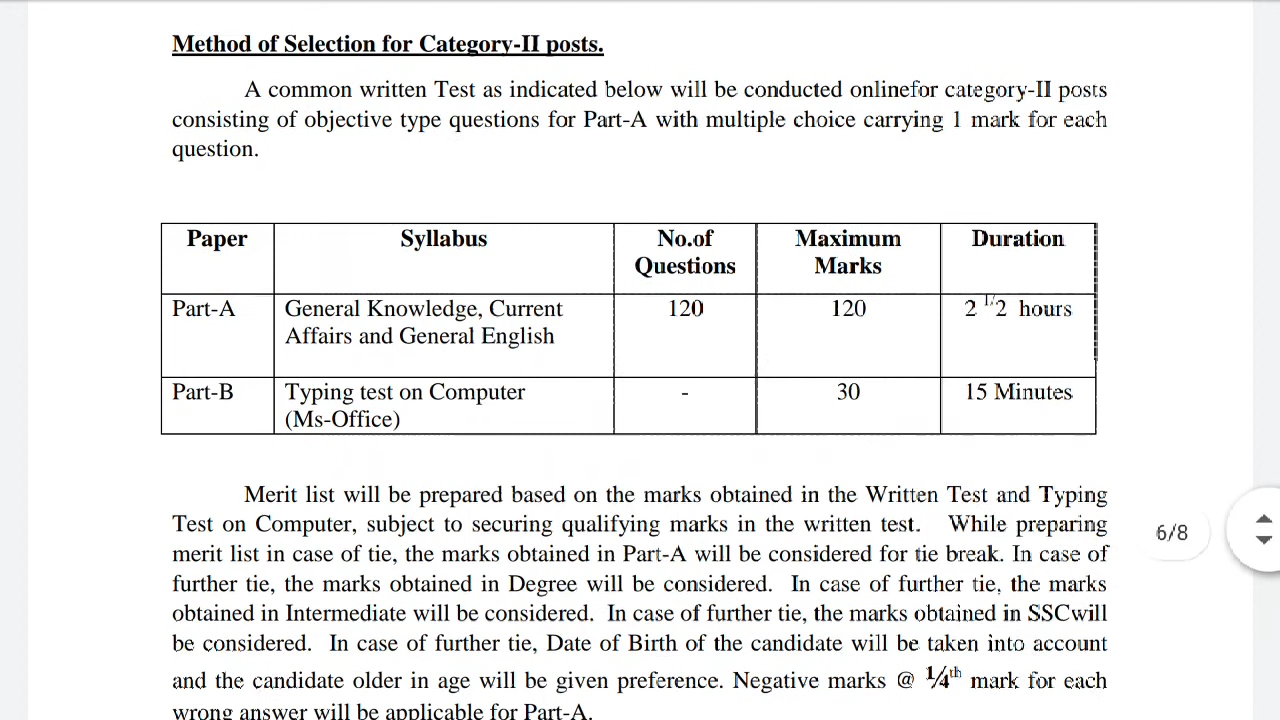 Method of Selection for Category-II posts.
A common written Test as indicated below will be conducted onlinefor category-II posts
consisting of objective type questions for Part-A with multiple choice carrying 1 mark for each
question.
Paper Syllabus No.of Questions Maximum Marks Duration
Part-A General Knowledge, Current Affairs and General English 120 120 2 1/2 hours
Part-B Typing test on Computer (Ms-Office) - 30 15 Minutes
Merit list will be prepared based on the marks obtained in the Written Test and Typing
Test on Computer, subject to securing qualifying marks in the written test. While preparing
merit list in case of tie, the marks obtained in Part-A will be considered for tie break. In case of
further tie, the marks obtained in Degree will be considered. In case of further tie, the marks
obtained in Intermediate will be considered. In case of further tie, the marks obtained in SSCwill
be considered. In case of further tie, Date of Birth of the candidate will be taken into account
and the candidate older in age will be given preference. Negative marks @ 1/4th mark for each
wrong answer will be applicable for Part-A.
6/8